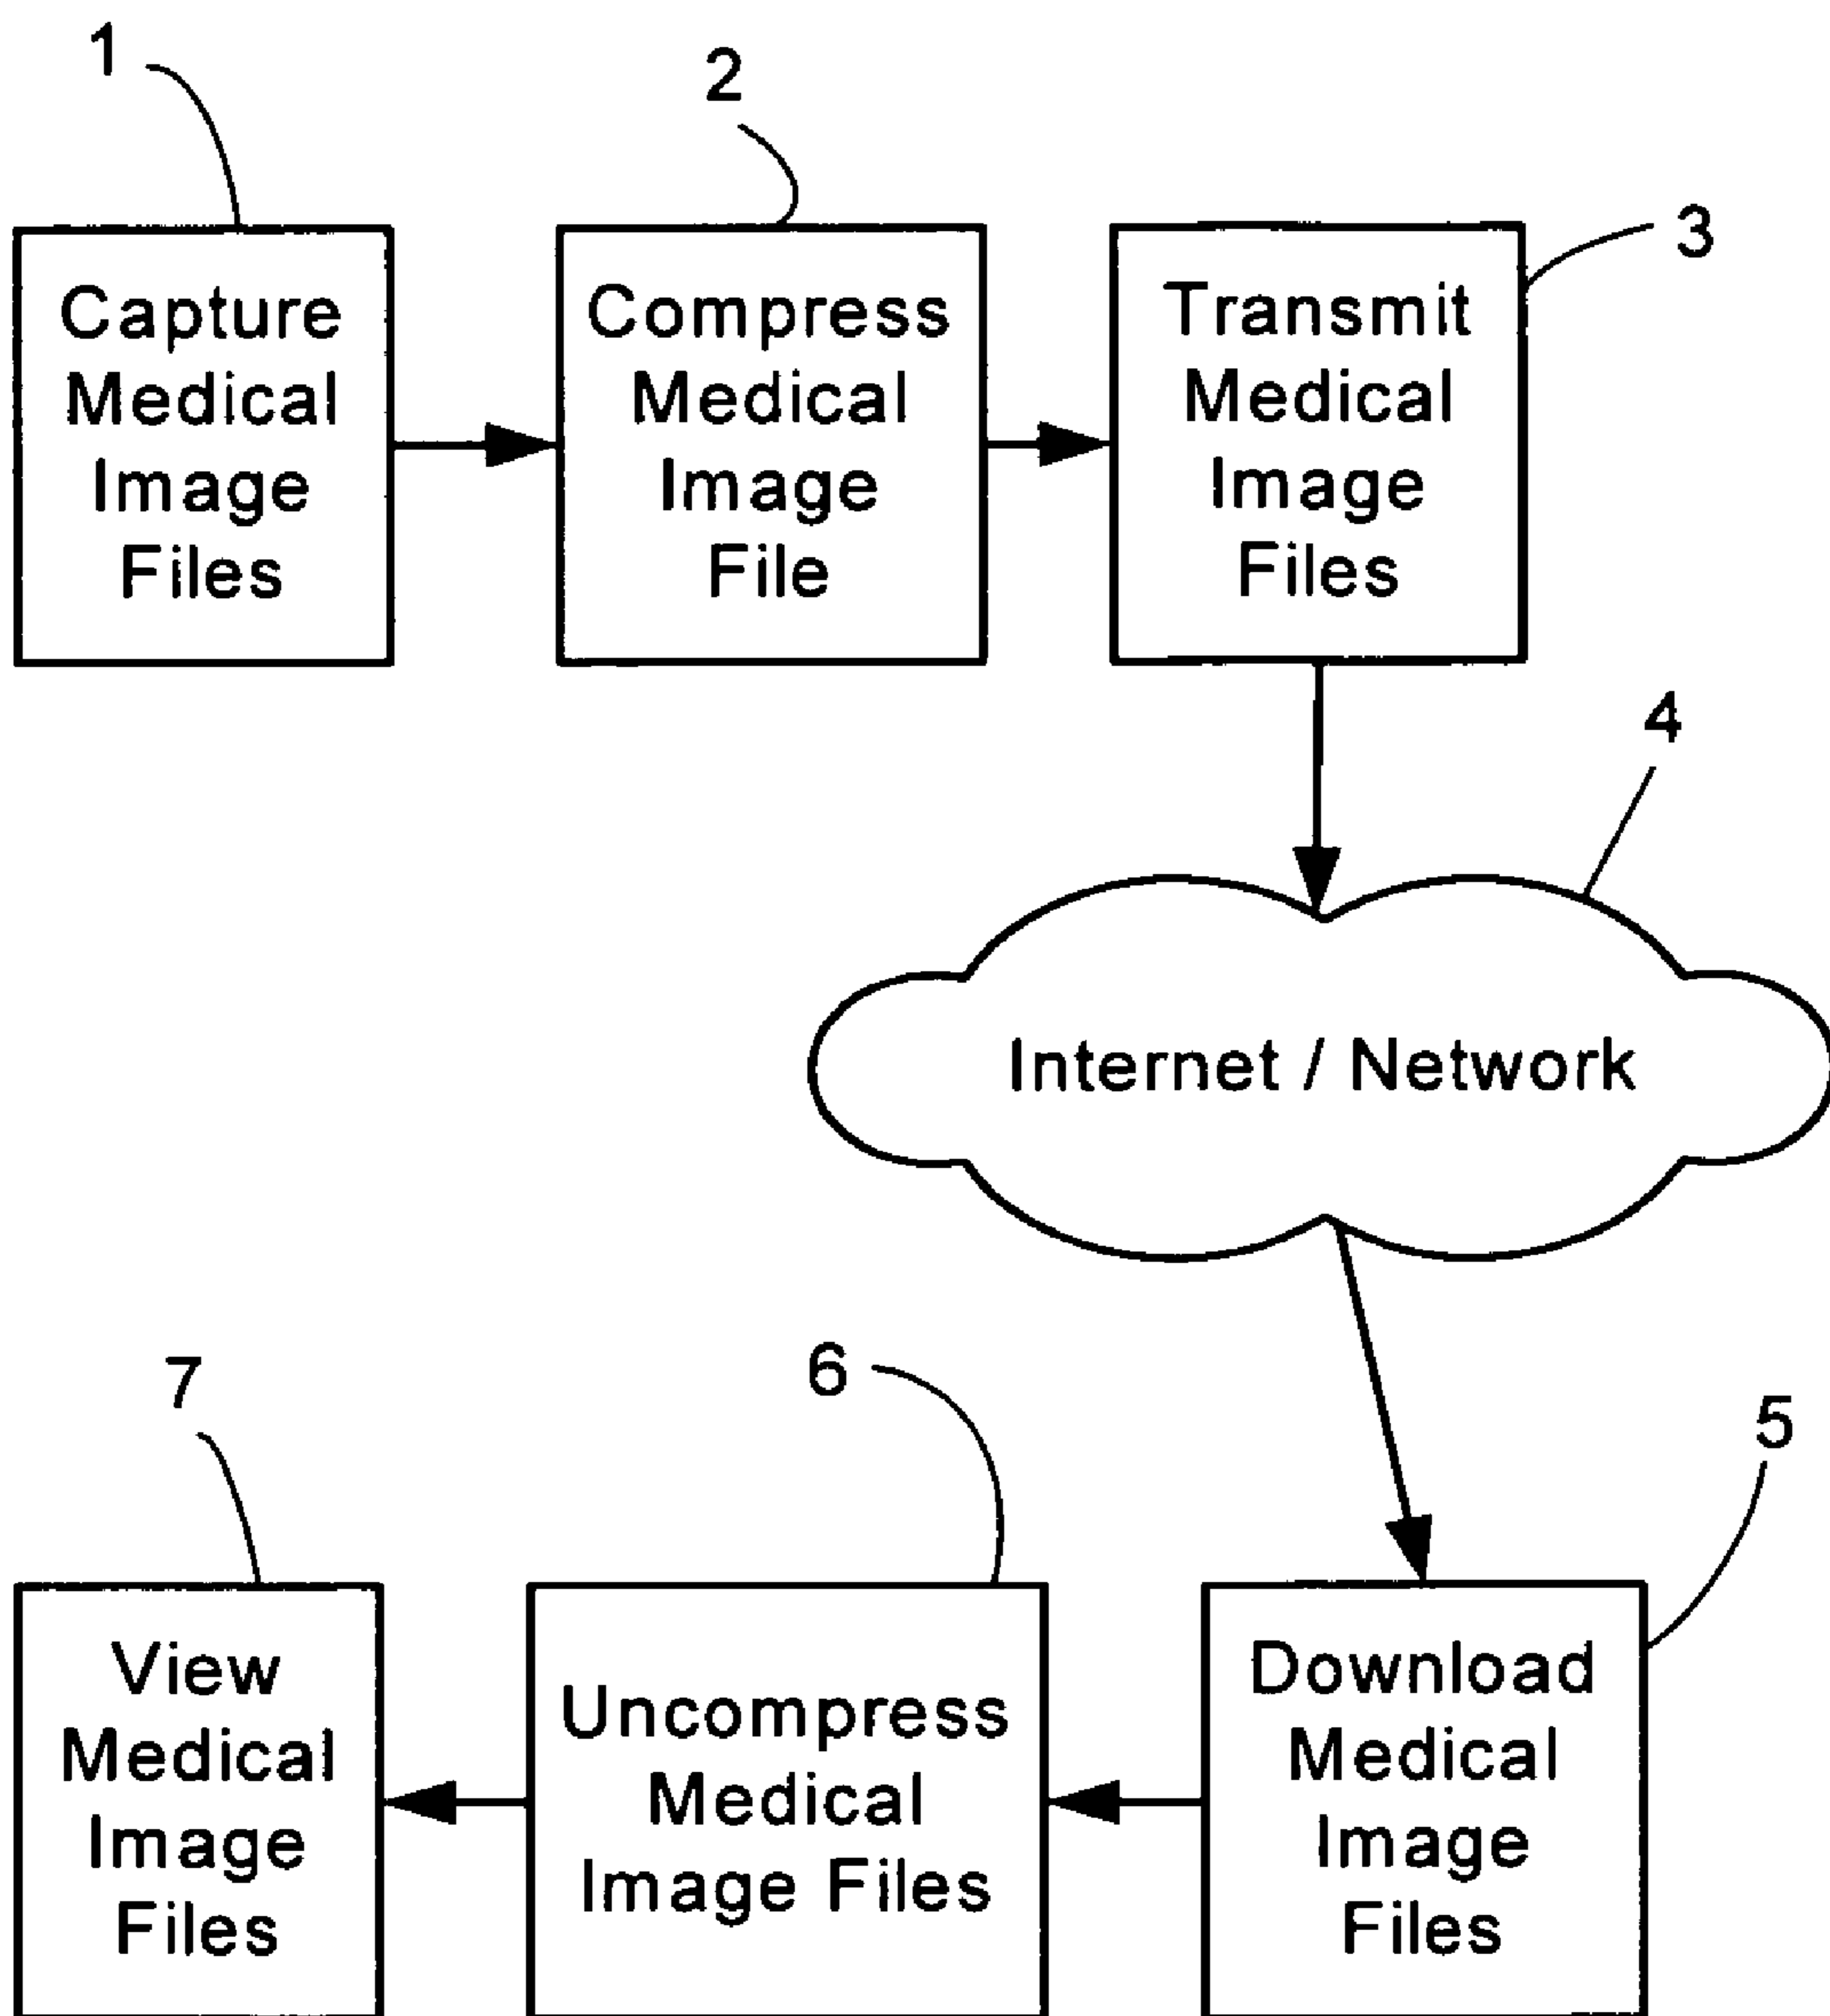 1
2
3
Capture
Medical
Image
Files
Compress
Medical
Image
File
Transmit
Medical
Image
Files
4
Internet / Network
7
6
5
View
Medical
Image
Files
Uncompress
Medical
Image Files
Download
Medical
Image
Files